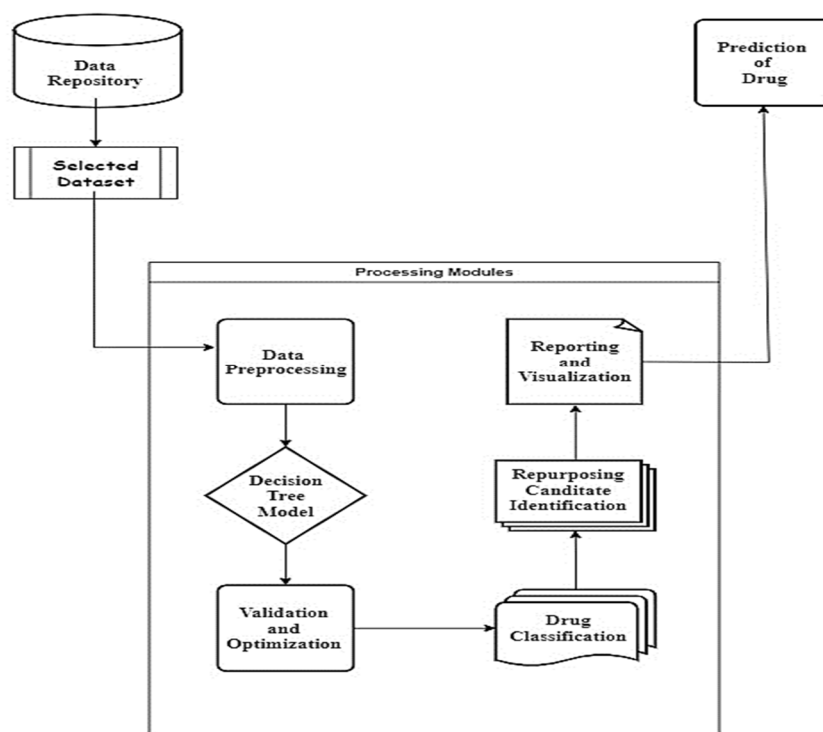 Data
Repository
Selected
Dataset
Prediction
of
Drug
Processing Modules
Data
Preprocessing
Decision
Tree
Model
Validation
and
Optimization
Drug
Classification
Repurposing
Canditate
Identification
Reporting
and
Visualization